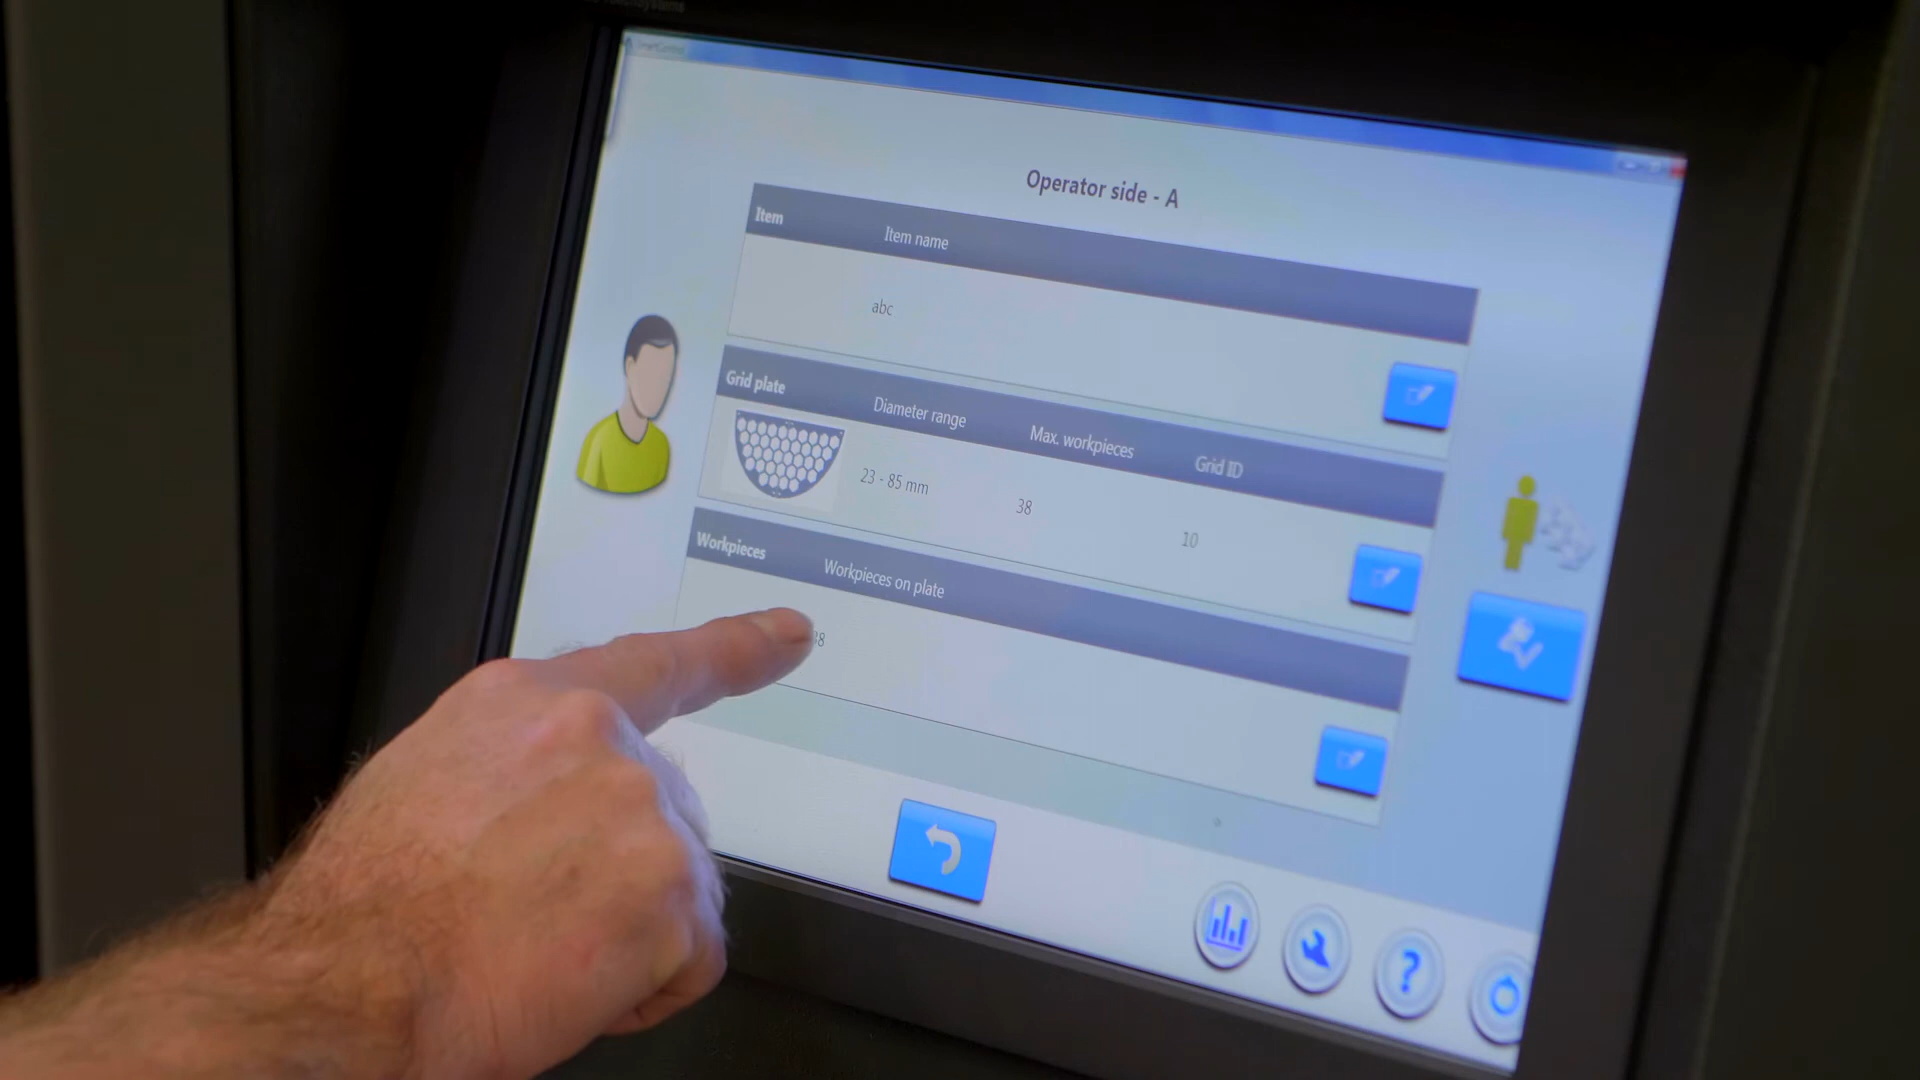 Operator side - A
Item Item name
abc
Grid plate Diameter range Max. workpieces Grid ID
23 - 85 mm 38 10
Workpieces Workpieces on plate
38
?